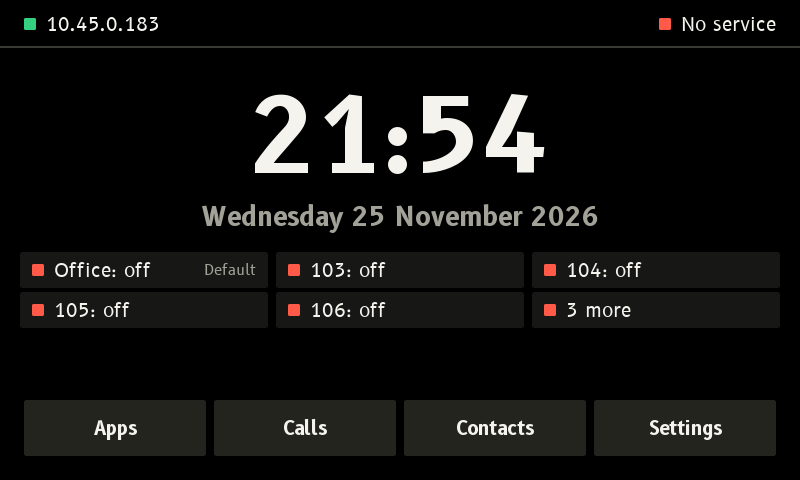 10.45.0.183
No service
21:54
Wednesday 25 November 2026
Office: off Default
103: off
104: off
105: off
106: off
3 more
Apps
Calls
Contacts
Settings